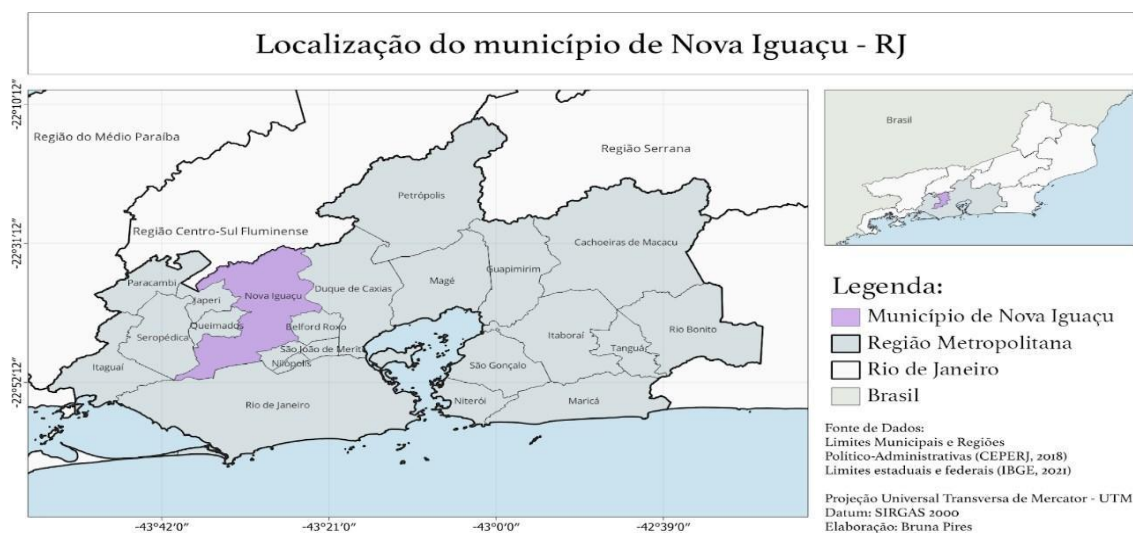 Localização do município de Nova Iguaçu - RJ
-22°10'12"
-22°31'12"
-22°52'12"
Região do Médio Paraíba
Região Serrana
Petrópolis
Região Centro-Sul Fluminense
Cachoeiras de Macacu
Paracambi
Japeri
Nova Iguaçu
Duque de Caxias
Magé
Guapimirim
Seropédica
Queimados
Belford Roxo
Itaboraí
Rio Bonito
São João de Meriti
Nilópolis
Tanguá
Itaguaí
São Gonçalo
Rio de Janeiro
Niterói
Maricá
-43°42'0"
-43°21'0"
-43°0'0"
-42°39'0"
Brasil
Legenda:
Município de Nova Iguaçu
Região Metropolitana
Rio de Janeiro
Brasil
Fonte de Dados:
Limites Municipais e Regiões
Político-Administrativas (CEPERJ, 2018)
Limites estaduais e federais (IBGE, 2021)
Projeção Universal Transversa de Mercator - UTM
Datum: SIRGAS 2000
Elaboração: Bruna Pires